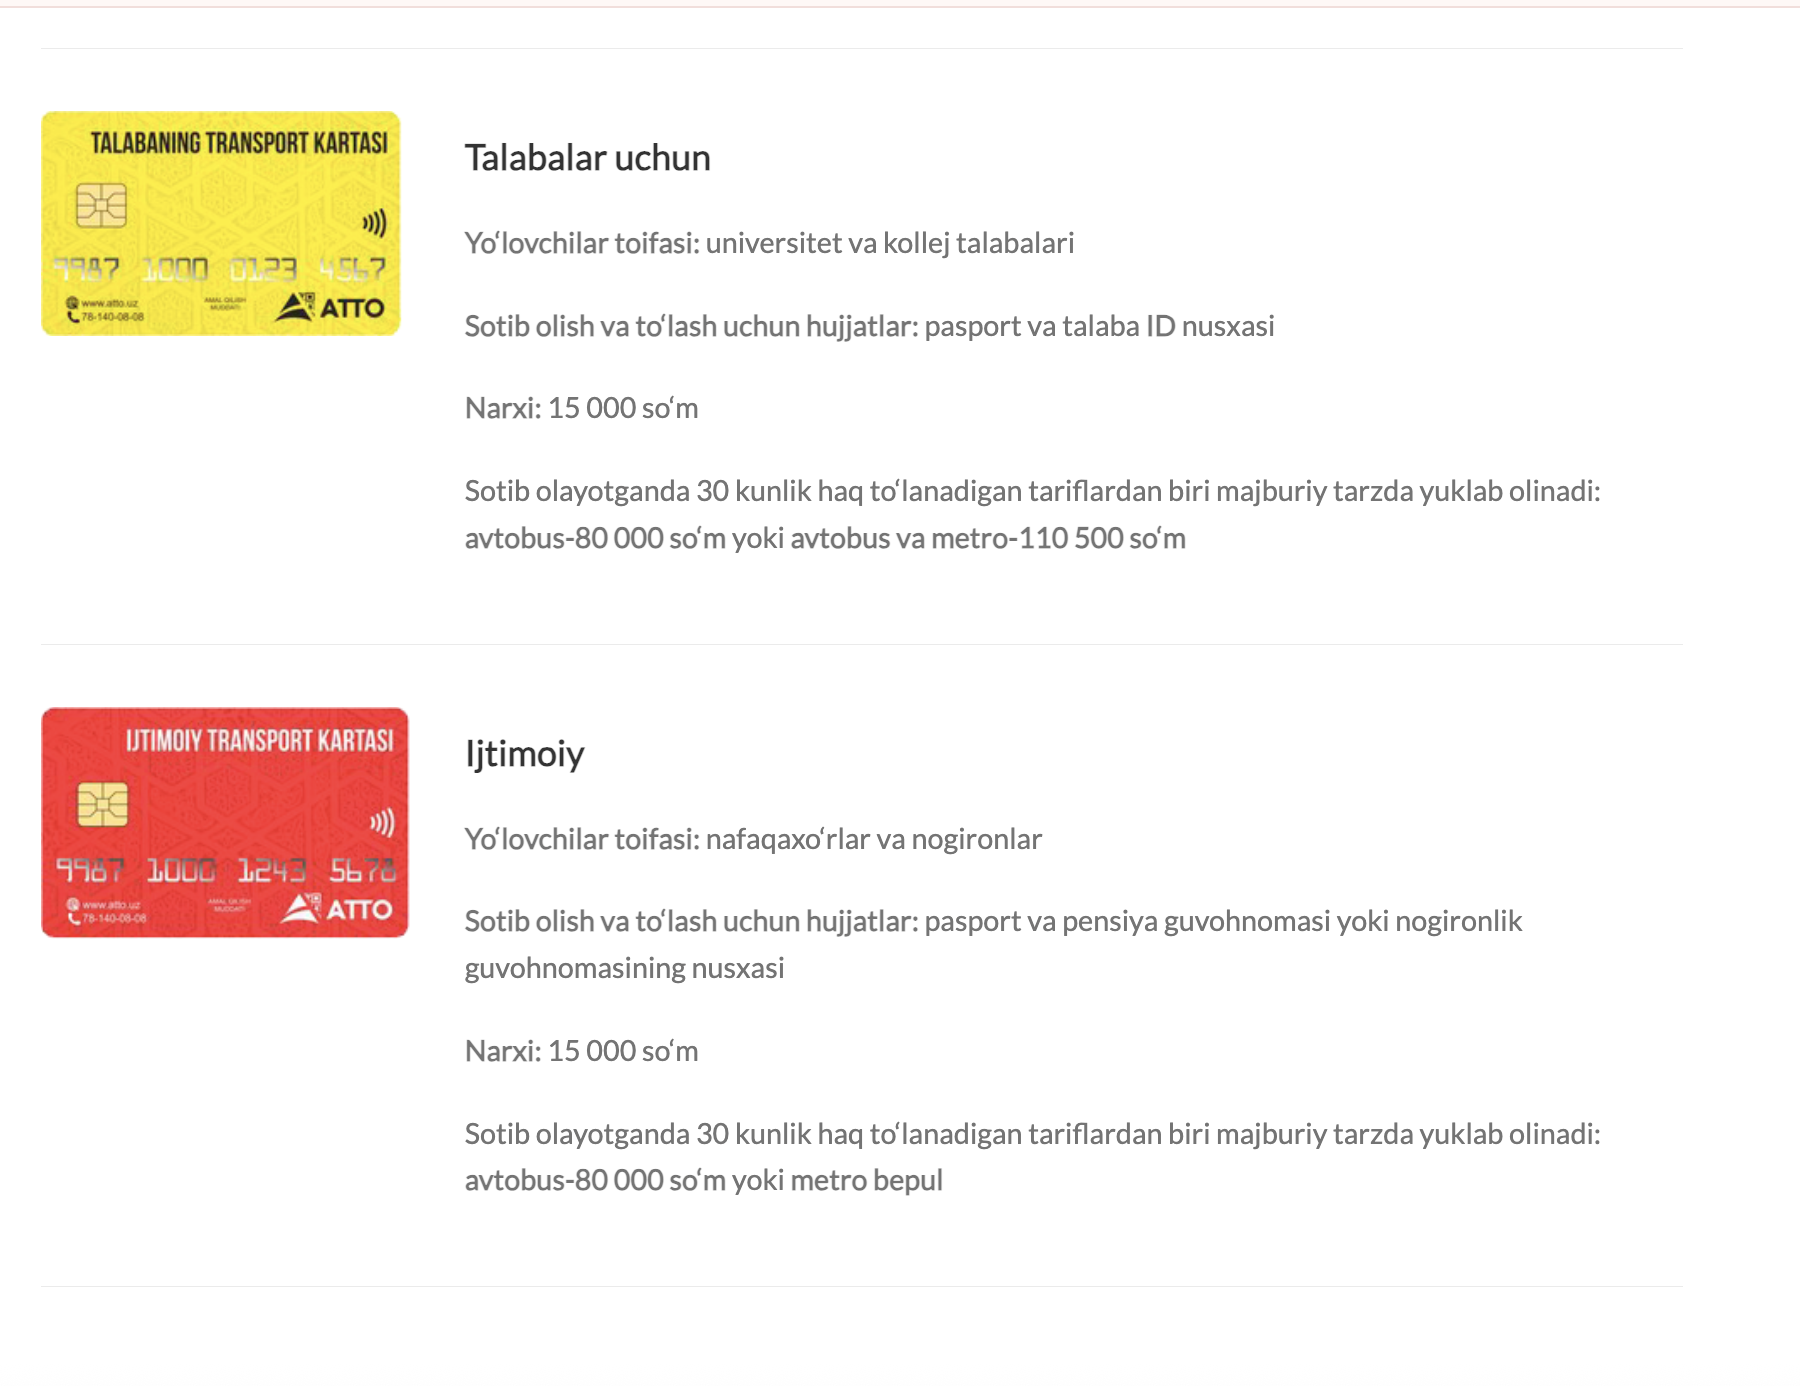 TALABANING TRANSPORT KARTASI
9987 1000 0123 4567
www.atto.uz
78-140-08-08
AMAL QILISH
MUDDATI
ATTO
Talabalar uchun
Yo‘lovchilar toifasi: universitet va kollej talabalari
Sotib olish va to‘lash uchun hujjatlar: pasport va talaba ID nusxasi
Narxi: 15 000 so‘m
Sotib olayotganda 30 kunlik haq to‘lanadigan tariflardan biri majburiy tarzda yuklab olinadi:
avtobus-80 000 so‘m yoki avtobus va metro-110 500 so‘m
IJTIMOIY TRANSPORT KARTASI
9987 1000 1243 5678
www.atto.uz
78-140-08-08
AMAL QILISH
MUDDATI
ATTO
Ijtimoiy
Yo‘lovchilar toifasi: nafaqaxo‘rlar va nogironlar
Sotib olish va to‘lash uchun hujjatlar: pasport va pensiya guvohnomasi yoki nogironlik
guvohnomasining nusxasi
Narxi: 15 000 so‘m
Sotib olayotganda 30 kunlik haq to‘lanadigan tariflardan biri majburiy tarzda yuklab olinadi:
avtobus-80 000 so‘m yoki metro bepul